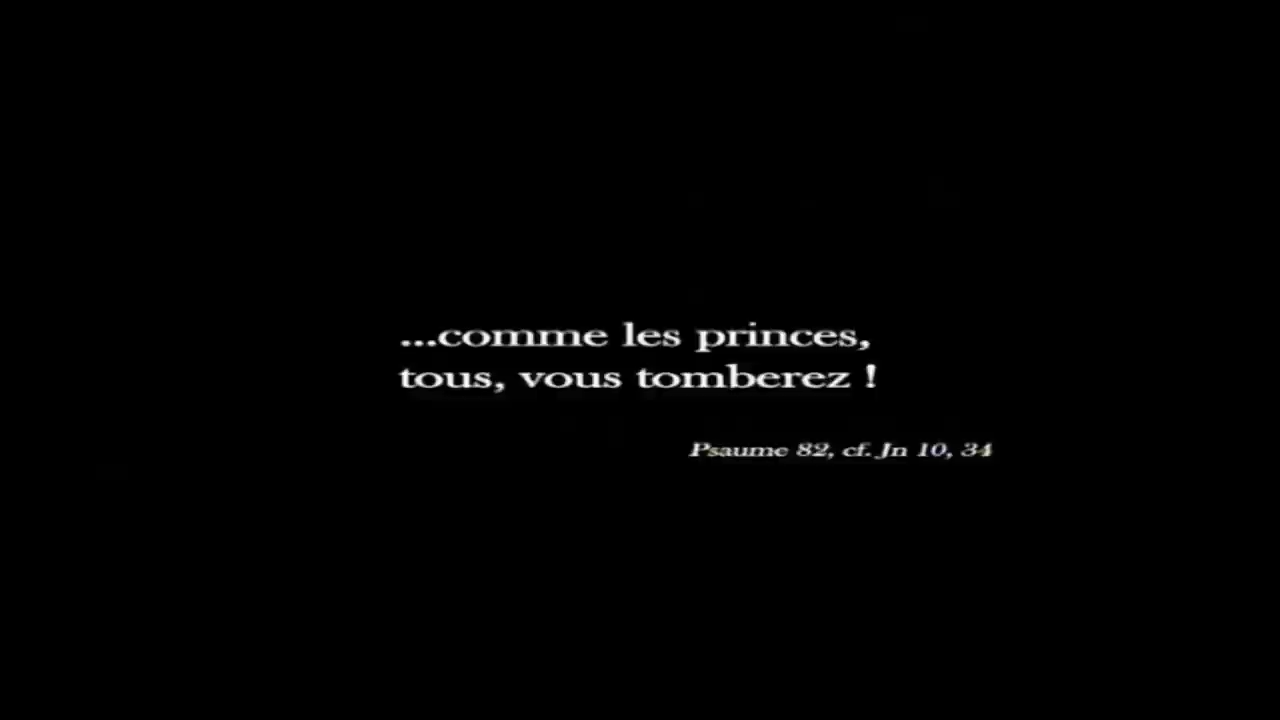 ...comme les princes,
tous, vous tomberez !
Psaume 82, cf. Jn 10, 34